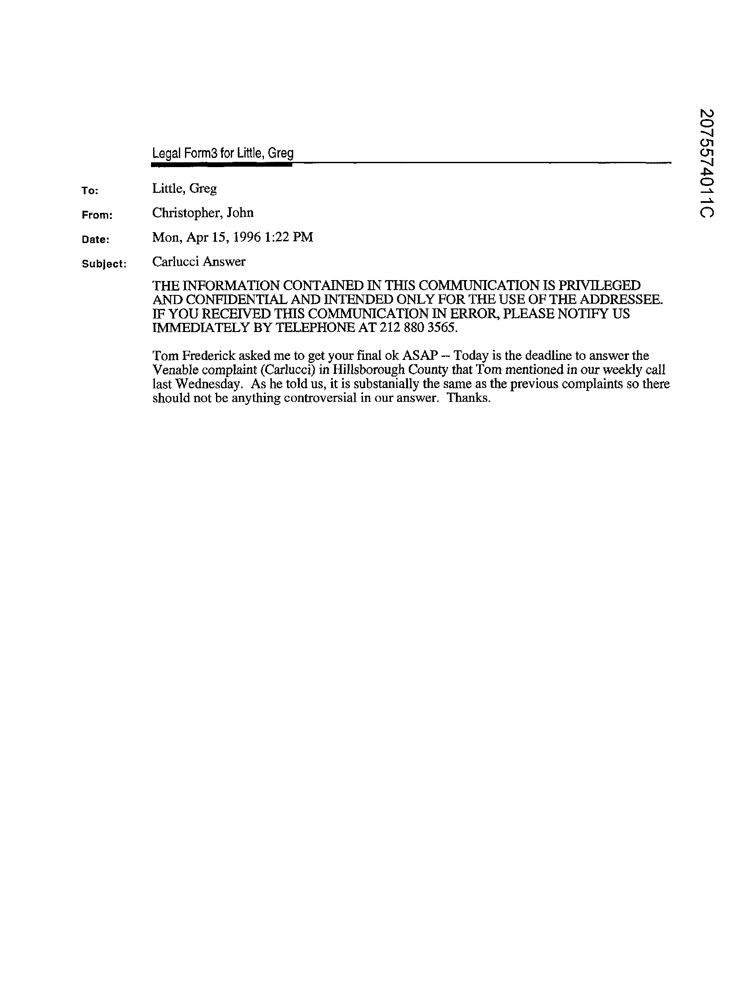 2075574011C
Legal Form3 for Little, Greg
To: Little, Greg
From: Christopher, John
Date: Mon, Apr 15, 1996 1:22 PM
Subject: Carlucci Answer
THE INFORMATION CONTAINED IN THIS COMMUNICATION IS PRIVILEGED
AND CONFIDENTIAL AND INTENDED ONLY FOR THE USE OF THE ADDRESSEE.
IF YOU RECEIVED THIS COMMUNICATION IN ERROR, PLEASE NOTIFY US
IMMEDIATELY BY TELEPHONE AT 212 880 3565.
Tom Frederick asked me to get your final ok ASAP -- Today is the deadline to answer the
Venable complaint (Carlucci) in Hillsborough County that Tom mentioned in our weekly call
last Wednesday. As he told us, it is substanially the same as the previous complaints so there
should not be anything controversial in our answer. Thanks.